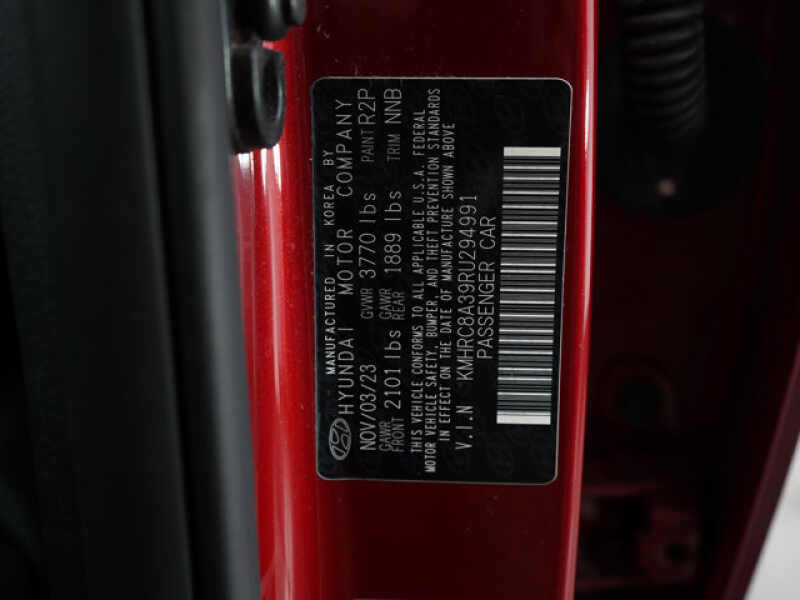 MANUFACTURED IN KOREA BY
HYUNDAI MOTOR COMPANY
NOV/03/23 GVWR 3770 lbs PAINT R2P
GAWR FRONT 2101 lbs GAWR REAR 1889 lbs TRIM NNB
THIS VEHICLE CONFORMS TO ALL APPLICABLE U.S.A. FEDERAL
MOTOR VEHICLE SAFETY, BUMPER, AND THEFT PREVENTION STANDARDS
IN EFFECT ON THE DATE OF MANUFACTURE SHOWN ABOVE
V.I.N KMHRC8A39RU294991
PASSENGER CAR